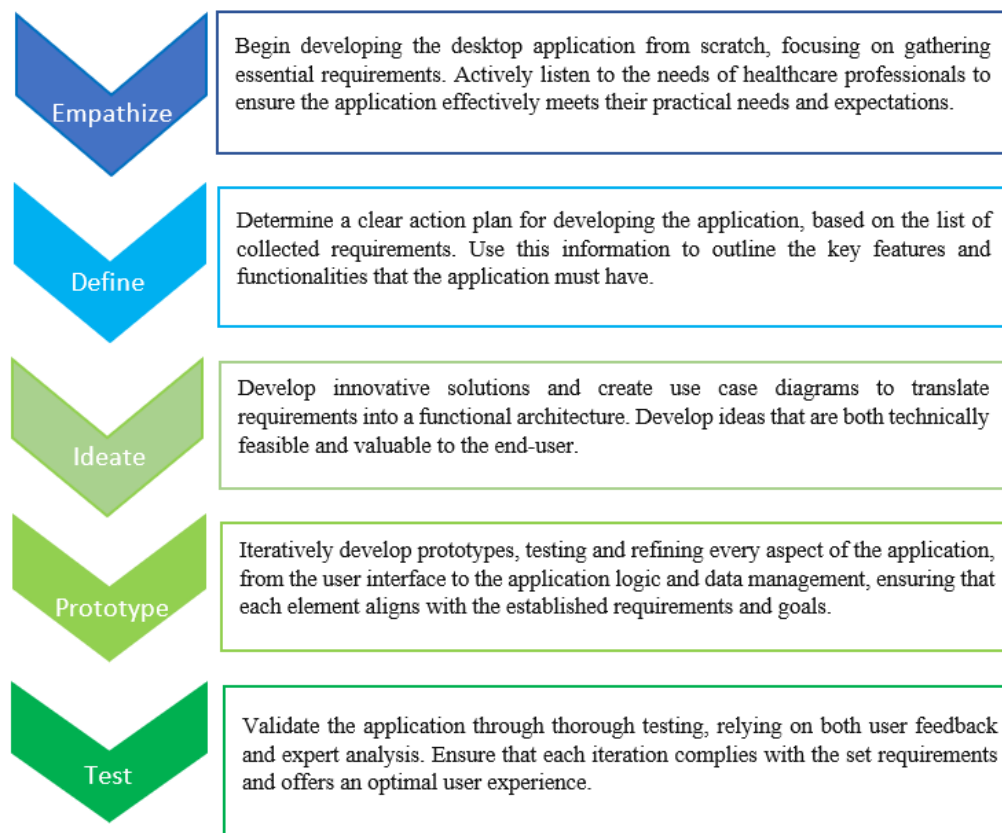 Empathize
Begin developing the desktop application from scratch, focusing on gathering
essential requirements. Actively listen to the needs of healthcare professionals to
ensure the application effectively meets their practical needs and expectations.
Define
Determine a clear action plan for developing the application, based on the list of
collected requirements. Use this information to outline the key features and
functionalities that the application must have.
Ideate
Develop innovative solutions and create use case diagrams to translate
requirements into a functional architecture. Develop ideas that are both technically
feasible and valuable to the end-user.
Prototype
Iteratively develop prototypes, testing and refining every aspect of the application,
from the user interface to the application logic and data management, ensuring that
each element aligns with the established requirements and goals.
Test
Validate the application through thorough testing, relying on both user feedback
and expert analysis. Ensure that each iteration complies with the set requirements
and offers an optimal user experience.